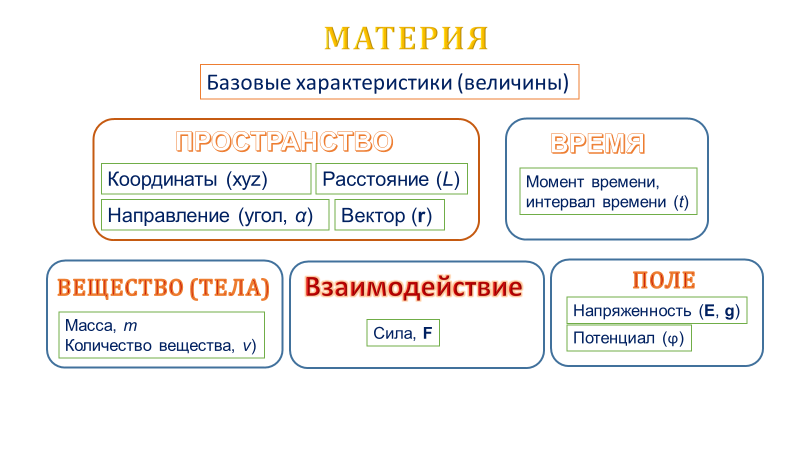 МАТЕРИЯ
Базовые характеристики (величины)
ПРОСТРАНСТВО
Координаты (xyz)
Расстояние (L)
Направление (угол, α)
Вектор (r)
ВРЕМЯ
Момент времени,
интервал времени (t)
ВЕЩЕСТВО (ТЕЛА)
Масса, m
Количество вещества, ν)
Взаимодействие
Сила, F
ПОЛЕ
Напряженность (E, g)
Потенциал (φ)